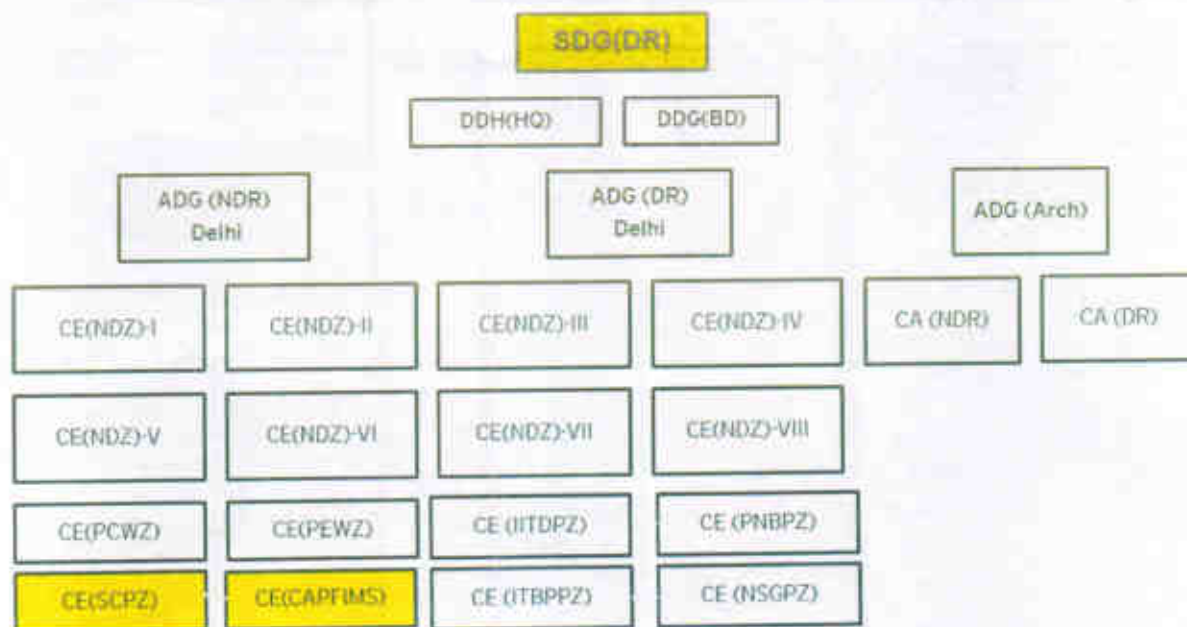 SDG(DR)
DDH(HQ) DDG(BD)
ADG (NDR) ADG (DR) ADG (Arch)
Delhi Delhi
CE(NDZ)-I CE(NDZ)-II CE(NDZ)-III CE(NDZ)-IV CA (NDR) CA (DR)
CE(NDZ)-V CE(NDZ)-VI CE(NDZ)-VII CE(NDZ)-VIII
CE(PCWZ) CE(PEWZ) CE (IITDPZ) CE (PNBPZ)
CE(SCPZ) CE(CAPFIMS) CE (ITBPPZ) CE (NSGPZ)